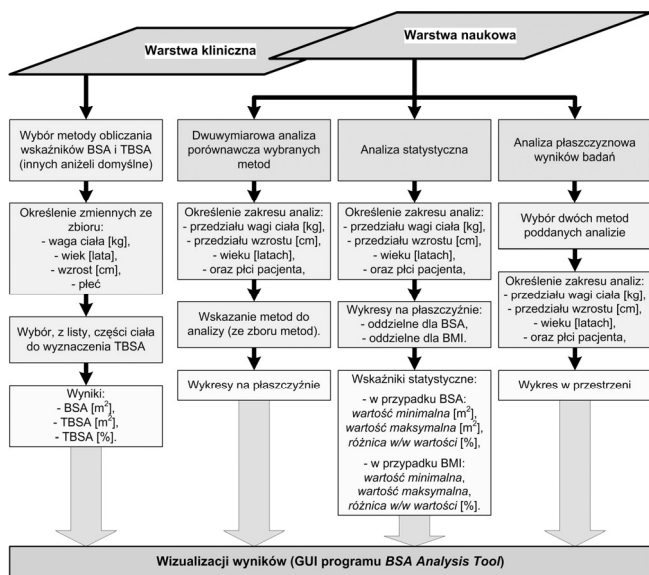 Warstwa kliniczna
Warstwa naukowa
Wybór metody obliczania
wskaźników BSA i TBSA
(innych aniżeli domyślne)
Określenie zmiennych ze
zbioru:
- waga ciała [kg]
- wiek [lata]
- wzrost [cm]
- płeć
Wybór, z listy, części ciała
do wyznaczenia TBSA
Wyniki:
- BSA [m²],
- TBSA [m²],
- TBSA [%].
Dwuwymiarowa analiza
porównawcza wybranych
metod
Określenie zakresu analiz:
- przedziału wagi ciała [kg],
- przedziału wzrostu [cm],
- wieku [latach],
- oraz płci pacjenta,
Wskazanie metod do
analizy (ze zboru metod).
Wykresy na płaszczyźnie
Analiza statystyczna
Określenie zakresu analiz:
- przedziału wagi ciała [kg],
- przedziału wzrostu [cm],
- wieku [latach],
- oraz płci pacjenta,
Wykresy na płaszczyźnie:
- oddzielne dla BSA,
- oddzielne dla BMI.
Wskaźniki statystyczne:
- w przypadku BSA:
wartość minimalna [m²],
wartość maksymalna [m²],
różnica w/w wartości [%],
- w przypadku BMI:
wartość minimalna,
wartość maksymalna,
różnica w/w wartości [%].
Analiza płaszczyznowa
wyników badań
Wybór dwóch metod
poddanych analizie
Określenie zakresu analiz:
- przedziału wagi ciała [kg],
- przedziału wzrostu [cm],
- wieku [latach],
- oraz płci pacjenta,
Wykres w przestrzeni
Wizualizacji wyników (GUI programu BSA Analysis Tool)